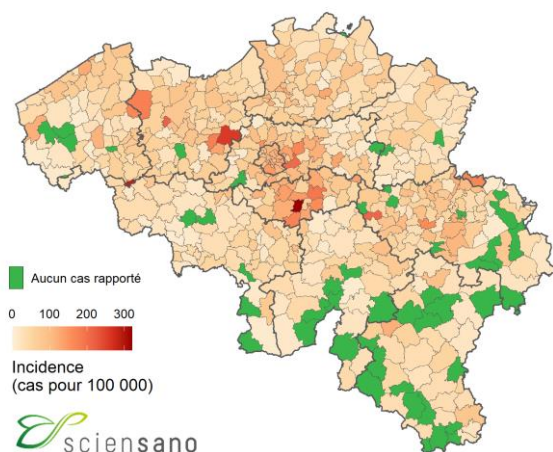 Aucun cas rapporté
0 100 200 300
Incidence
(cas pour 100 000)
sciensano